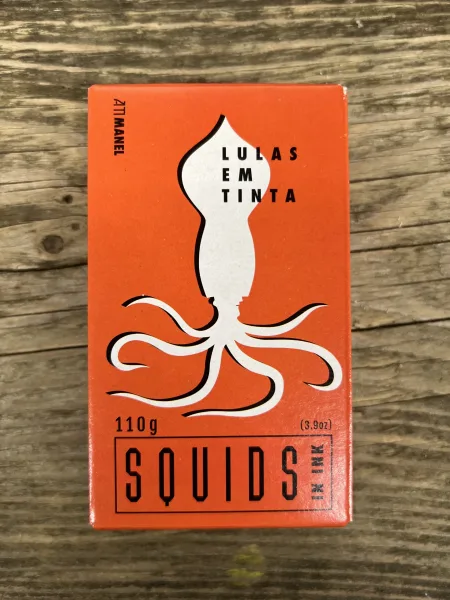 ATI MANEL
LULAS
EM
TINTA
110g
(3.9oz)
SQUIDS
IN INK